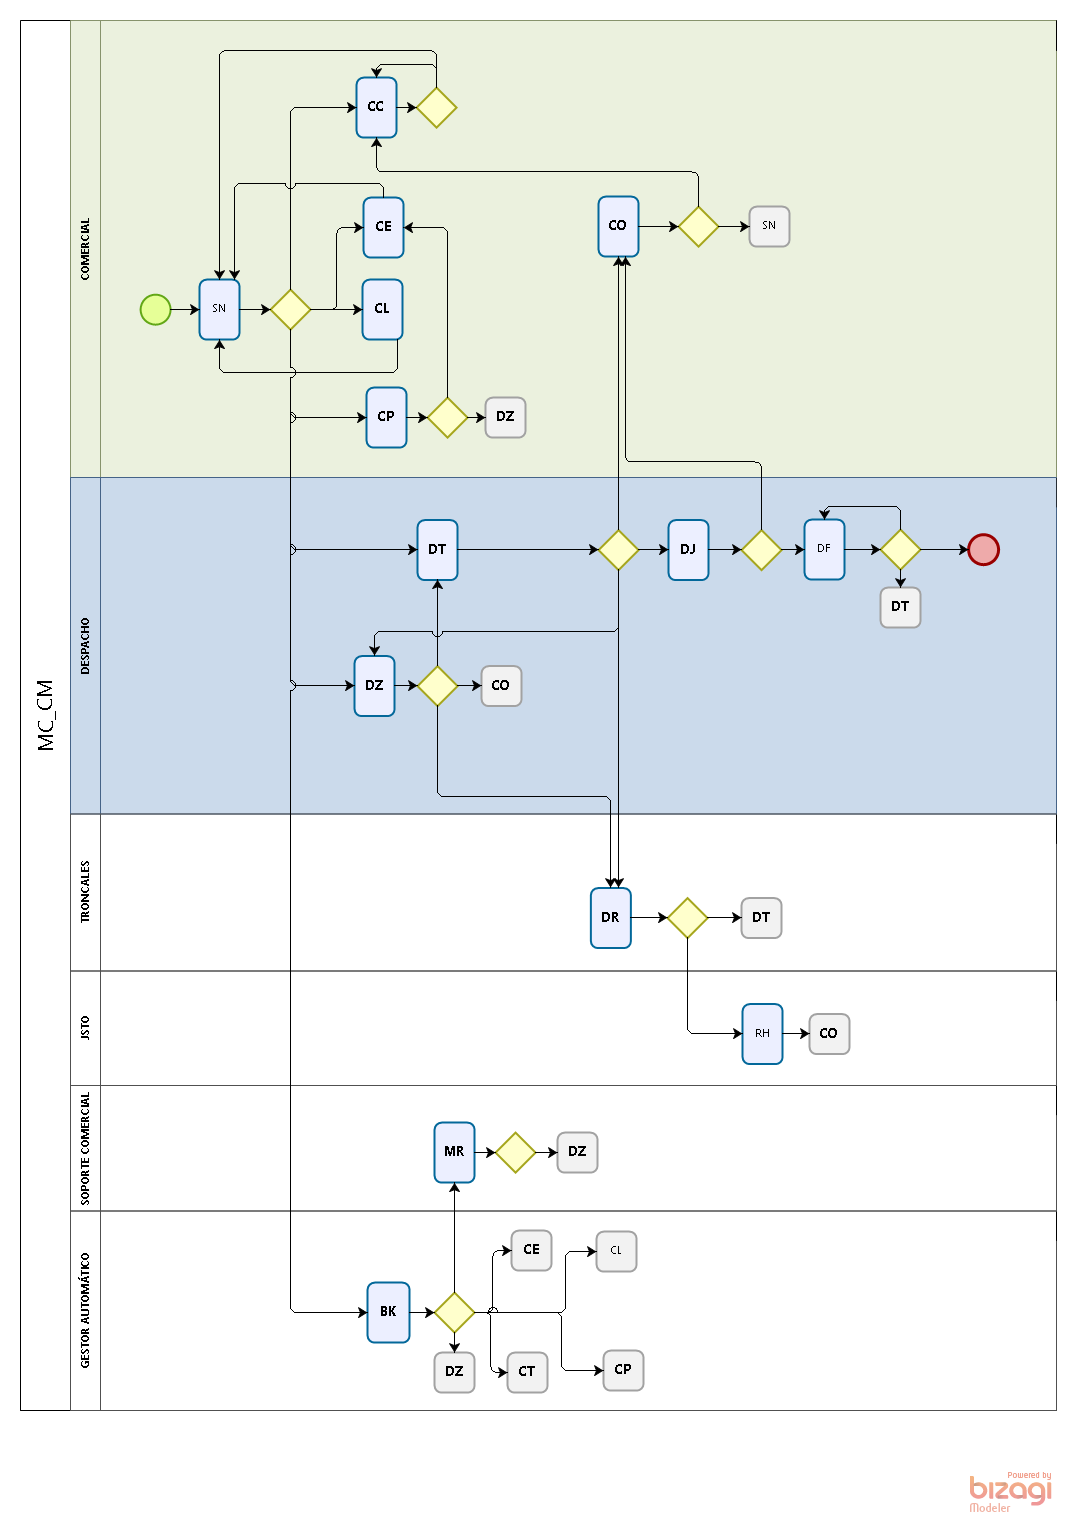 MC_CM
COMERCIAL
CC
CE
CO
SN
SN
CL
CP
DZ
DESPACHO
DT
DJ
DF
DT
DZ
CO
TRONCALES
DR
DT
JSTO
RH
CO
SOPORTE COMERCIAL
MR
DZ
GESTOR AUTOMÁTICO
CE
CL
BK
DZ
CT
CP
Powered by
bizagi
Modeler